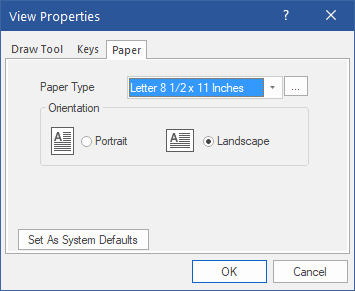 View Properties
Draw Tool Keys Paper
Paper Type Letter 8 1/2 x 11 Inches ...
Orientation
Portrait Landscape
Set As System Defaults
OK Cancel